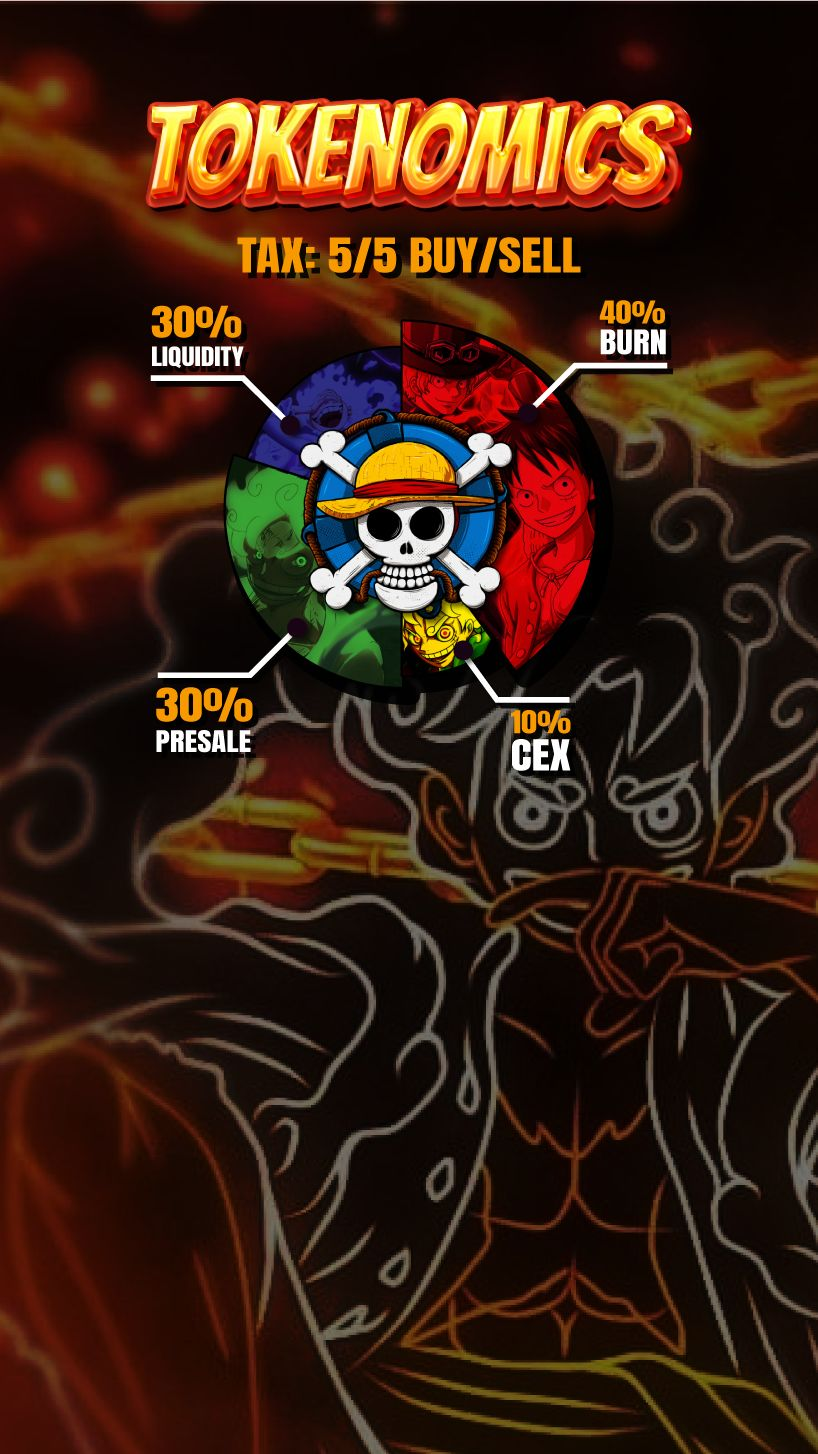 TOKENOMICS
TAX: 5/5 BUY/SELL
30%
LIQUIDITY
40%
BURN
30%
PRESALE
10%
CEX